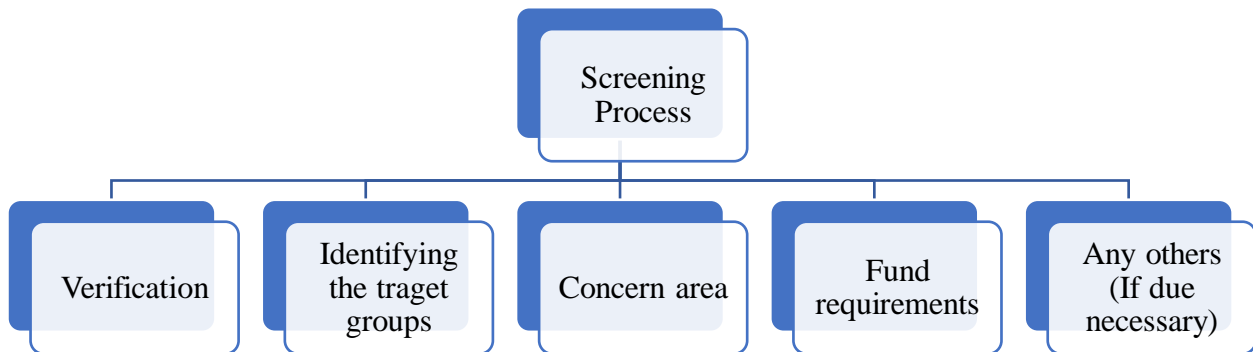 Screening
Process
Verification
Identifying
the traget
groups
Concern area
Fund
requirements
Any others
(If due
necessary)